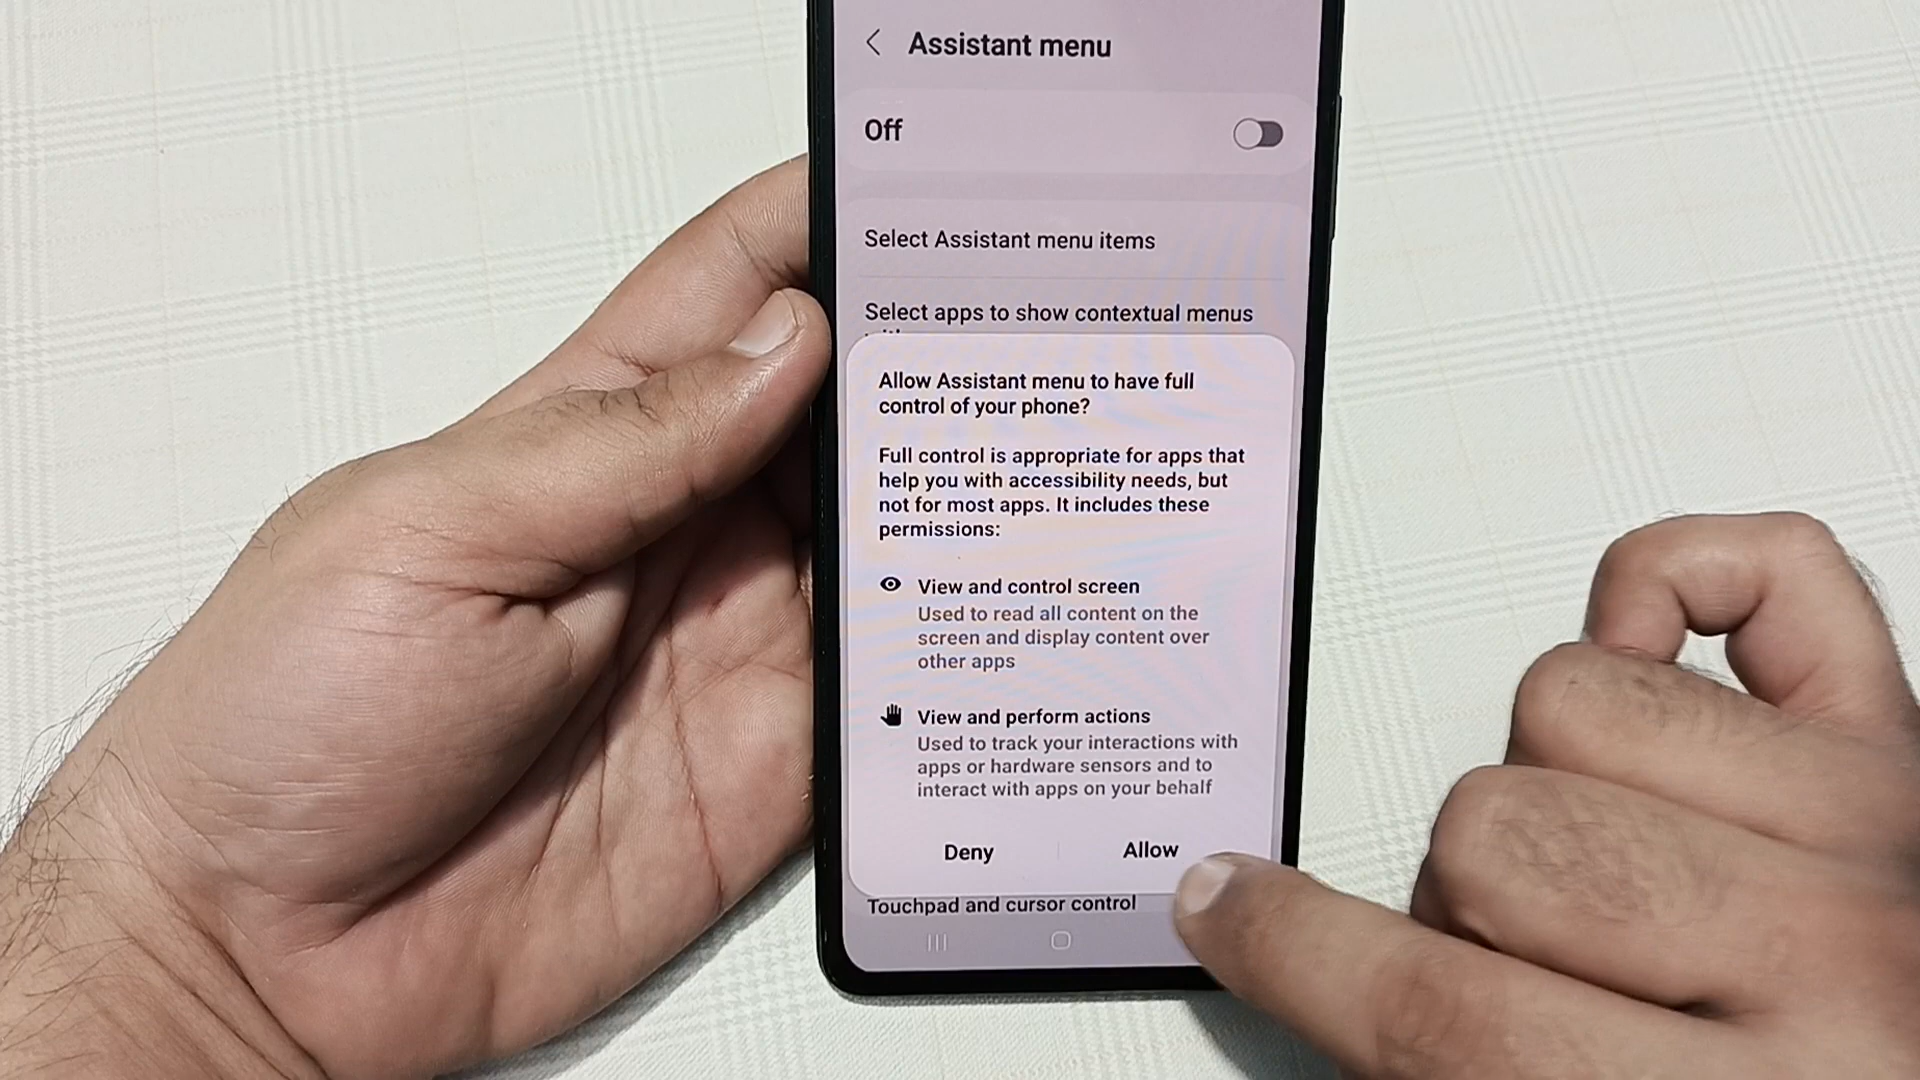 Assistant menu
Off
Select Assistant menu items
Select apps to show contextual menus
Allow Assistant menu to have full
control of your phone?
Full control is appropriate for apps that
help you with accessibility needs, but
not for most apps. It includes these
permissions:
View and control screen
Used to read all content on the
screen and display content over
other apps
View and perform actions
Used to track your interactions with
apps or hardware sensors and to
interact with apps on your behalf
Deny
Allow
Touchpad and cursor control